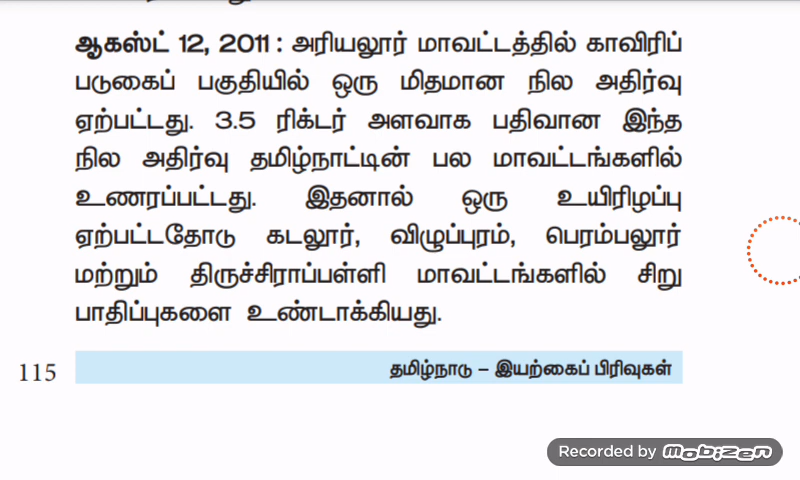 ஆகஸ்ட் 12, 2011 : அரியலூர் மாவட்டத்தில் காவிரிப்
படுகைப் பகுதியில் ஒரு மிதமான நில அதிர்வு
ஏற்பட்டது. 3.5 ரிக்டர் அளவாக பதிவான இந்த
நில அதிர்வு தமிழ்நாட்டின் பல மாவட்டங்களில்
உணரப்பட்டது. இதனால் ஒரு உயிரிழப்பு
ஏற்பட்டதோடு கடலூர், விழுப்புரம், பெரம்பலூர்
மற்றும் திருச்சிராப்பள்ளி மாவட்டங்களில் சிறு
பாதிப்புகளை உண்டாக்கியது.
115 தமிழ்நாடு – இயற்கைப் பிரிவுகள்
Recorded by mobizen